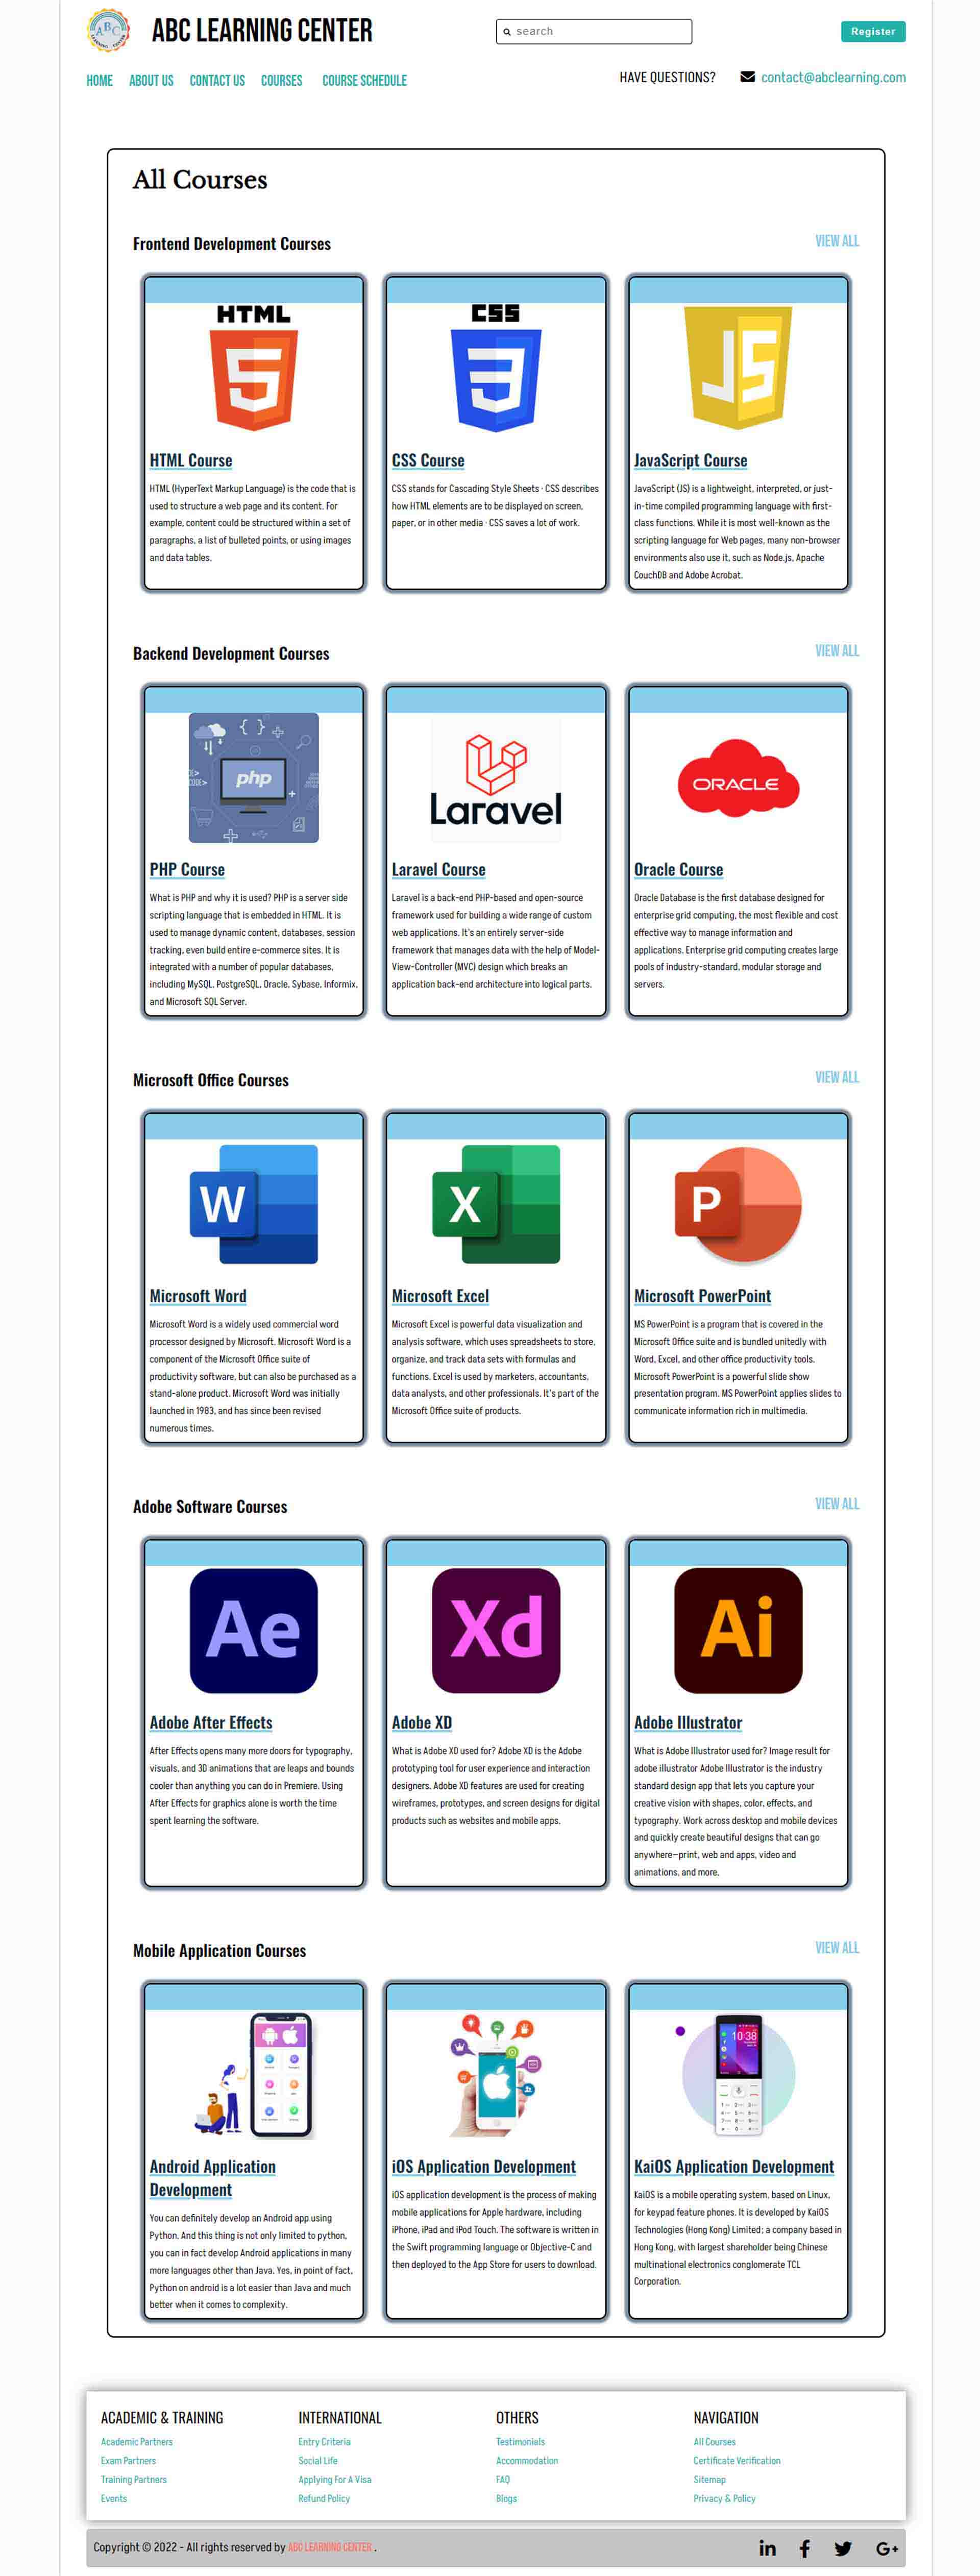 ABC LEARNING CENTER
search
Register
HOME ABOUT US CONTACT US COURSES COURSE SCHEDULE
HAVE QUESTIONS? contact@abclearning.com
All Courses
Frontend Development Courses
VIEW ALL
HTML
HTML Course
HTML (HyperText Markup Language) is the code that is
used to structure a web page and its content. For
example, content could be structured within a set of
paragraphs, a list of bulleted points, or using images
and data tables.
CSS
CSS Course
CSS stands for Cascading Style Sheets · CSS describes
how HTML elements are to be displayed on screen,
paper, or in other media · CSS saves a lot of work.
JS
JavaScript Course
JavaScript (JS) is a lightweight, interpreted, or just-
in-time compiled programming language with first-
class functions. While it is most well-known as the
scripting language for Web pages, many non-browser
environments also use it, such as Node.js, Apache
CouchDB and Adobe Acrobat.
Backend Development Courses
VIEW ALL
php
PHP Course
What is PHP and why it is used? PHP is a server side
scripting language that is embedded in HTML. It is
used to manage dynamic content, databases, session
tracking, even build entire e-commerce sites. It is
integrated with a number of popular databases,
including MySQL, PostgreSQL, Oracle, Sybase, Informix,
and Microsoft SQL Server.
Laravel
Laravel Course
Laravel is a back-end PHP-based and open-source
framework used for building a wide range of custom
web applications. It's an entirely server-side
framework that manages data with the help of Model-
View-Controller (MVC) design which breaks an
application back-end architecture into logical parts.
ORACLE
Oracle Course
Oracle Database is the first database designed for
enterprise grid computing, the most flexible and cost
effective way to manage information and
applications. Enterprise grid computing creates large
pools of industry-standard, modular storage and
servers.
Microsoft Office Courses
VIEW ALL
W
Microsoft Word
Microsoft Word is a widely used commercial word
processor designed by Microsoft. Microsoft Word is a
component of the Microsoft Office suite of
productivity software, but can also be purchased as a
stand-alone product. Microsoft Word was initially
launched in 1983, and has since been revised
numerous times.
X
Microsoft Excel
Microsoft Excel is powerful data visualization and
analysis software, which uses spreadsheets to store,
organize, and track data sets with formulas and
functions. Excel is used by marketers, accountants,
data analysts, and other professionals. It's part of the
Microsoft Office suite of products.
P
Microsoft PowerPoint
MS PowerPoint is a program that is covered in the
Microsoft Office suite and is bundled unitedly with
Word, Excel, and other office productivity tools.
Microsoft PowerPoint is a powerful slide show
presentation program. MS PowerPoint applies slides to
communicate information rich in multimedia.
Adobe Software Courses
VIEW ALL
Ae
Adobe After Effects
After Effects opens many more doors for typography,
visuals, and 3D animations that are leaps and bounds
cooler than anything you can do in Premiere. Using
After Effects for graphics alone is worth the time
spent learning the software.
Xd
Adobe XD
What is Adobe XD used for? Adobe XD is the Adobe
prototyping tool for user experience and interaction
designers. Adobe XD features are used for creating
wireframes, prototypes, and screen designs for digital
products such as websites and mobile apps.
Ai
Adobe Illustrator
What is Adobe Illustrator used for? Image result for
adobe illustrator Adobe Illustrator is the industry
standard design app that lets you capture your
creative vision with shapes, color, effects, and
typography. Work across desktop and mobile devices
and quickly create beautiful designs that can go
anywhere—print, web and apps, video and
animations, and more.
Mobile Application Courses
VIEW ALL
Android Application
Development
You can definitely develop an Android app using
Python. And this thing is not only limited to python,
you can in fact develop Android applications in many
more languages other than Java. Yes, in point of fact,
Python on android is a lot easier than Java and much
better when it comes to complexity.
iOS Application Development
iOS application development is the process of making
mobile applications for Apple hardware, including
iPhone, iPad and iPod Touch. The software is written in
the Swift programming language or Objective-C and
then deployed to the App Store for users to download.
10:38
KaiOS Application Development
KaiOS is a mobile operating system, based on Linux,
for keypad feature phones. It is developed by KaiOS
Technologies (Hong Kong) Limited; a company based in
Hong Kong, with largest shareholder being Chinese
multinational electronics conglomerate TCL
Corporation.
ACADEMIC & TRAINING
Academic Partners
Exam Partners
Training Partners
Events
INTERNATIONAL
Entry Criteria
Social Life
Applying For A Visa
Refund Policy
OTHERS
Testimonials
Accommodation
FAQ
Blogs
NAVIGATION
All Courses
Certificate Verification
Sitemap
Privacy & Policy
Copyright © 2022 - All rights reserved by ABC LEARNING CENTER .
in f G+